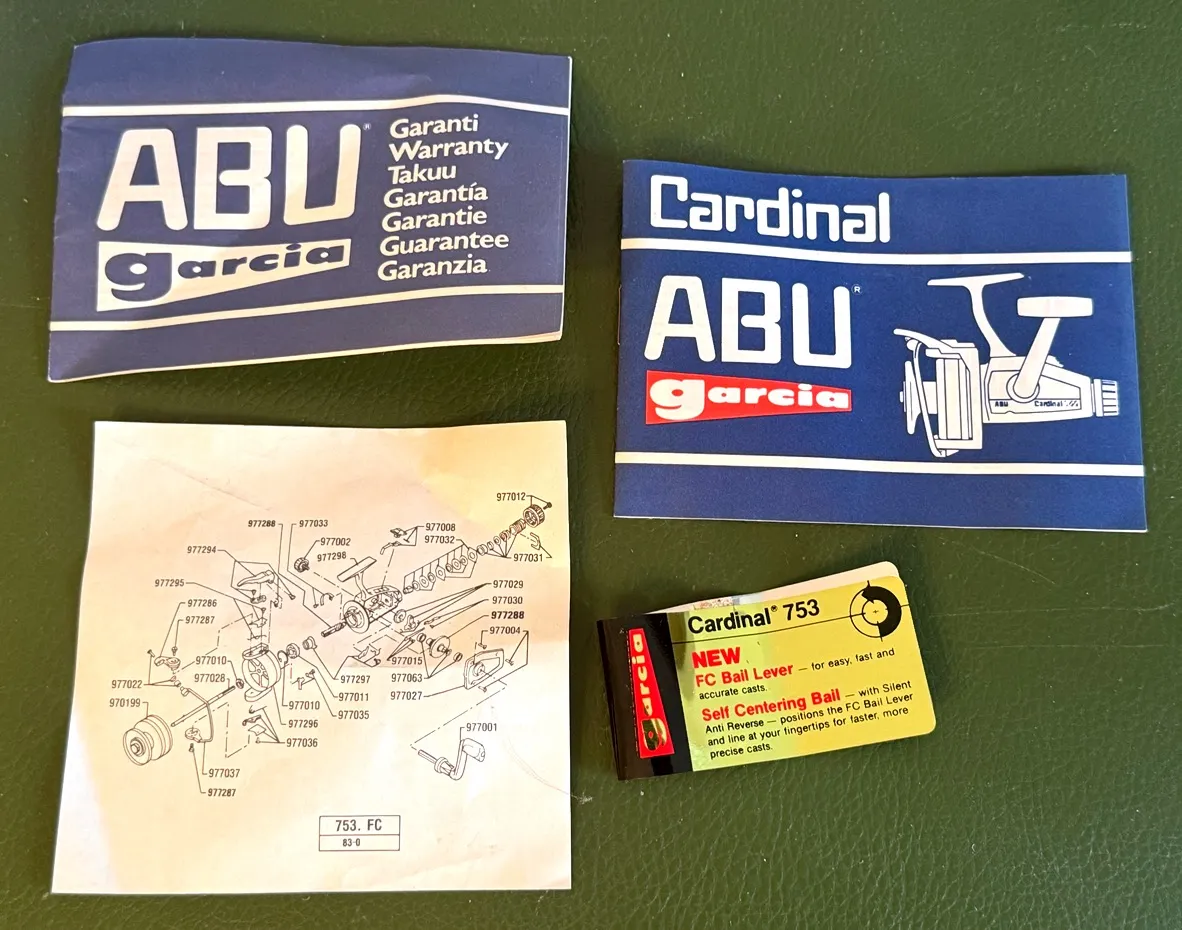 ABU®
garcia
Garanti
Warranty
Takuu
Garantía
Garantie
Guarantee
Garanzia
Cardinal
ABU®
garcia
ABU Cardinal
977012
977288
977033
977008
977032
977002
977298
977031
977294
977295
977029
977286
977030
977287
977288
977004
977010
977028
977015
977022
977297
977063
970199
977011
977027
977010
977035
977296
977001
977036
977037
977287
753. FC
83-0
garcia
Cardinal® 753
NEW
FC Bail Lever — for easy, fast and
accurate casts.
Self Centering Bail — with Silent
Anti Reverse — positions the FC Bail Lever
and line at your fingertips for faster, more
precise casts.